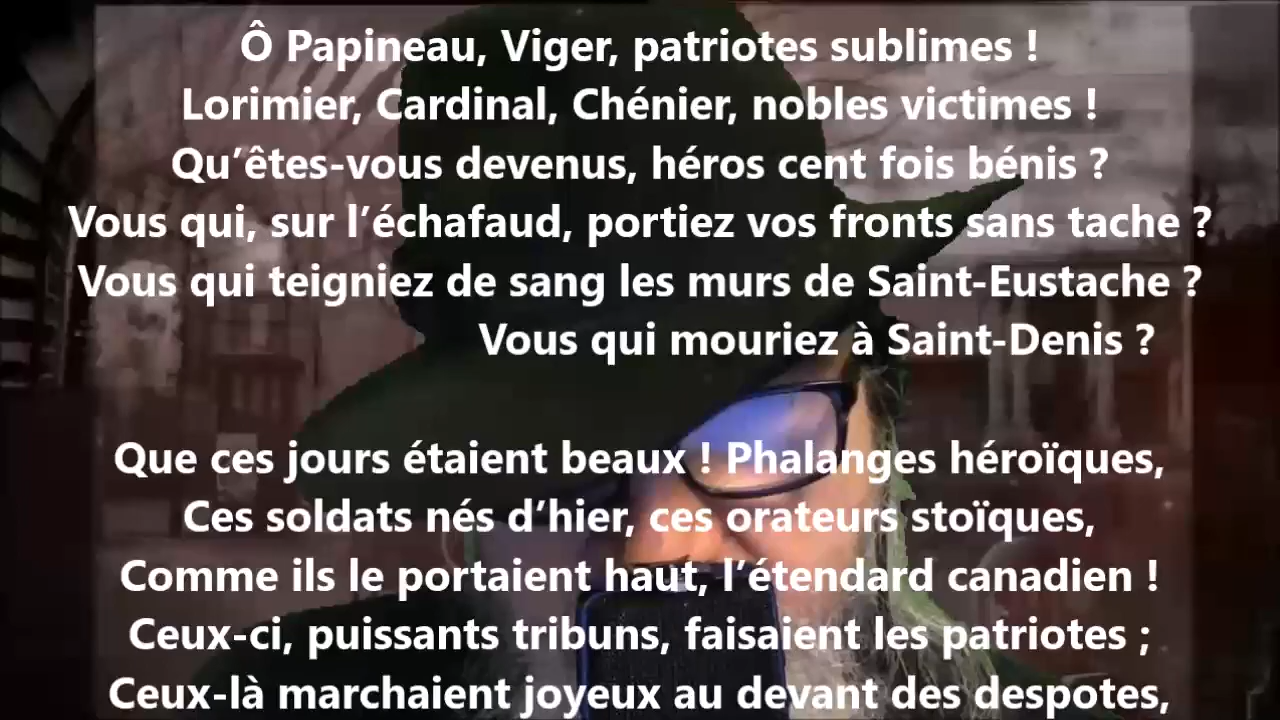 Ô Papineau, Viger, patriotes sublimes !
Lorimier, Cardinal, Chénier, nobles victimes !
Qu’êtes-vous devenus, héros cent fois bénis ?
Vous qui, sur l’échafaud, portiez vos fronts sans tache ?
Vous qui teigniez de sang les murs de Saint-Eustache ?
Vous qui mouriez à Saint-Denis ?
Que ces jours étaient beaux ! Phalanges héroïques,
Ces soldats nés d’hier, ces orateurs stoïques,
Comme ils le portaient haut, l’étendard canadien !
Ceux-ci, puissants tribuns, faisaient les patriotes ;
Ceux-là marchaient joyeux au devant des despotes,